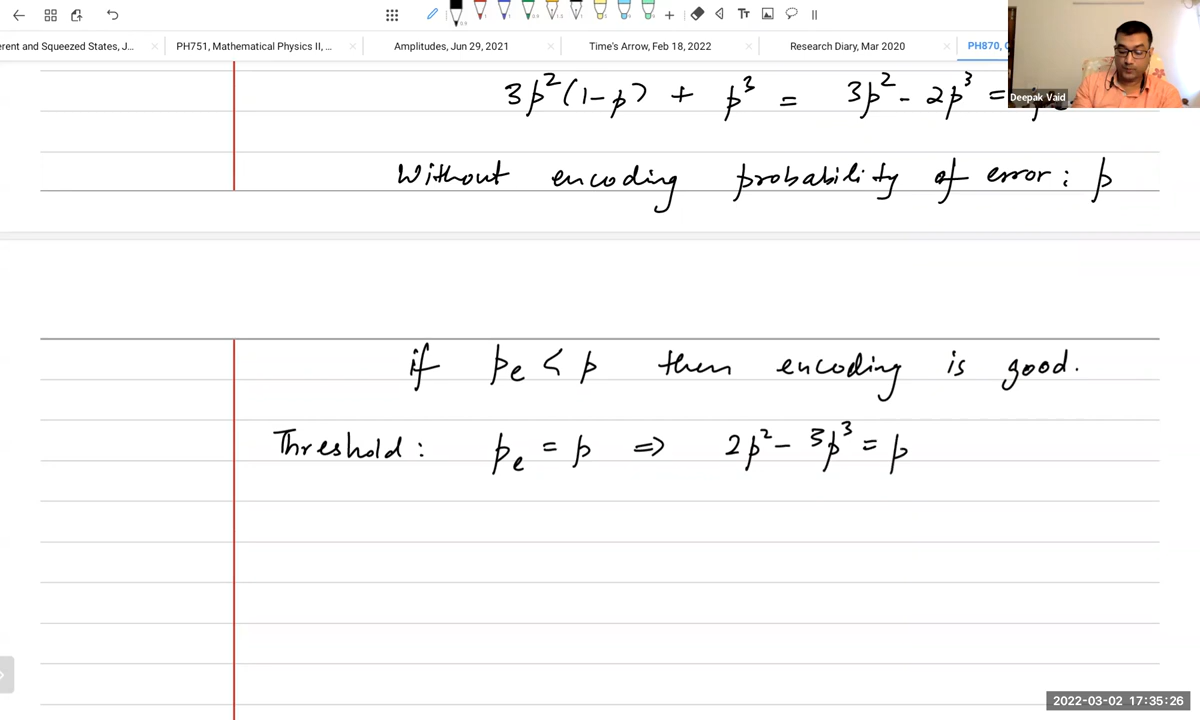 erent and Squeezed States, J... PH751, Mathematical Physics II, ... Amplitudes, Jun 29, 2021 Time's Arrow, Feb 18, 2022 Research Diary, Mar 2020 PH870,
3p²(1-p) + p³ = 3p² - 2p³ =
Deepak Vaid
Without encoding probability of error : p
if pₑ < p then encoding is good.
Threshold : pₑ = p ⇒ 2p² - 3p³ = p
2022-03-02 17:35:26